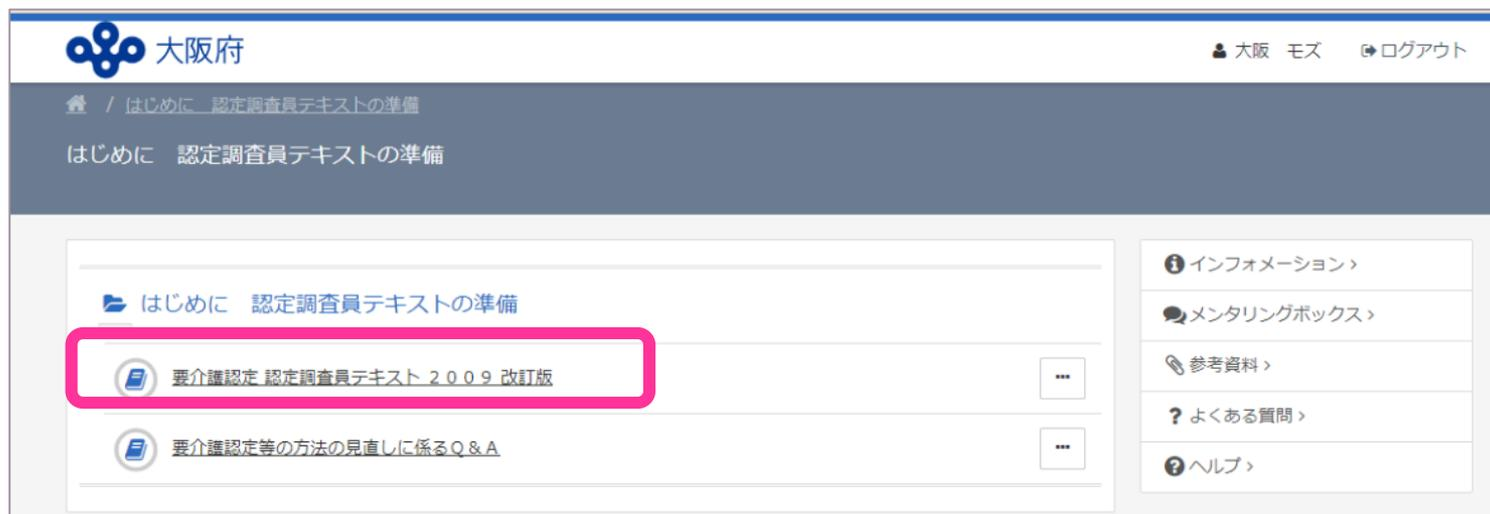 大阪府
大阪　モズ　ログアウト
/ はじめに　認定調査員テキストの準備
はじめに　認定調査員テキストの準備
はじめに　認定調査員テキストの準備
要介護認定 認定調査員テキスト ２００９ 改訂版
要介護認定等の方法の見直しに係るＱ＆Ａ
インフォメーション ›
メンタリングボックス ›
参考資料 ›
よくある質問 ›
ヘルプ ›